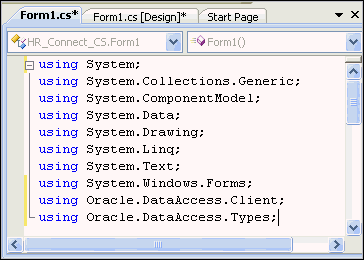 Form1.cs* Form1.cs [Design]* Start Page
HR_Connect_CS.Form1 Form1()
using System;
using System.Collections.Generic;
using System.ComponentModel;
using System.Data;
using System.Drawing;
using System.Linq;
using System.Text;
using System.Windows.Forms;
using Oracle.DataAccess.Client;
using Oracle.DataAccess.Types;